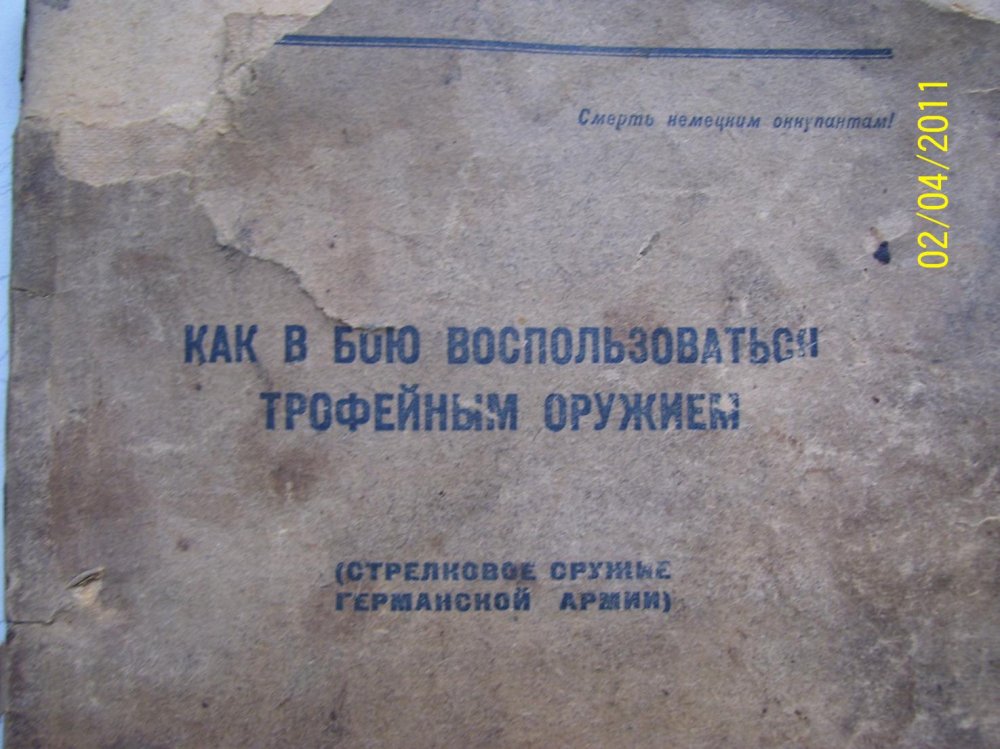 Смерть немецким оккупантам!
02/04/2011
КАК В БОЮ ВОСПОЛЬЗОВАТЬСЯ
ТРОФЕЙНЫМ ОРУЖИЕМ
(СТРЕЛКОВОЕ ОРУЖИЕ
ГЕРМАНСКОЙ АРМИИ)